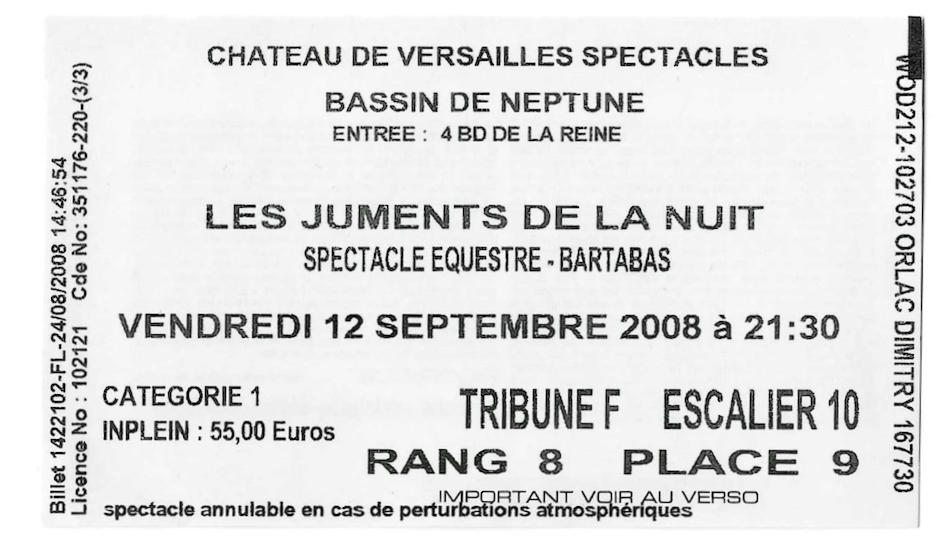 CHATEAU DE VERSAILLES SPECTACLES
BASSIN DE NEPTUNE
ENTREE : 4 BD DE LA REINE
LES JUMENTS DE LA NUIT
SPECTACLE EQUESTRE - BARTABAS
VENDREDI 12 SEPTEMBRE 2008 à 21:30
CATEGORIE 1
INPLEIN : 55,00 Euros
TRIBUNE F ESCALIER 10
RANG 8 PLACE 9
IMPORTANT VOIR AU VERSO
spectacle annulable en cas de perturbations atmosphériques
Billet 1422102-FL-24/08/2008 14:46:54
Licence No : 102121 Cde No: 351176-220-(3/3)
WOD212-102703 ORLAC DIMITRY 167730